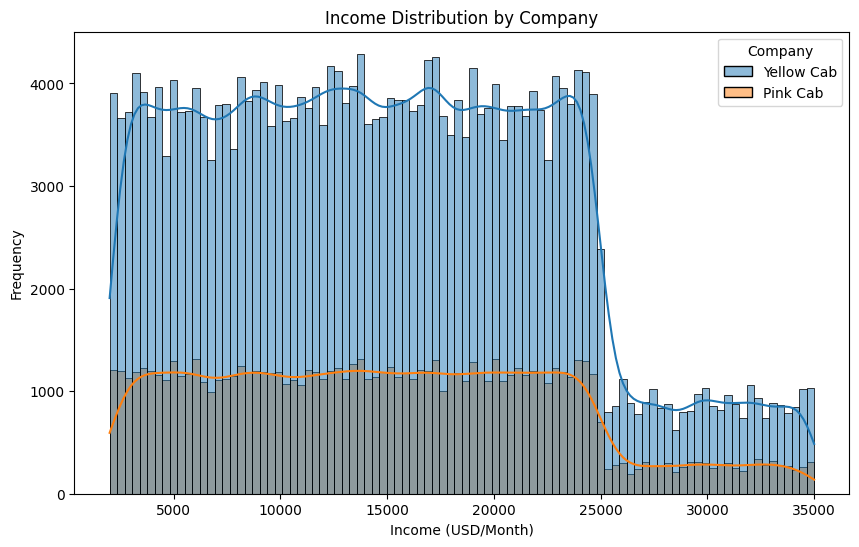 Income Distribution by Company
Company
Yellow Cab
Pink Cab
4000
3000
2000
1000
0
Frequency
5000 10000 15000 20000 25000 30000 35000
Income (USD/Month)